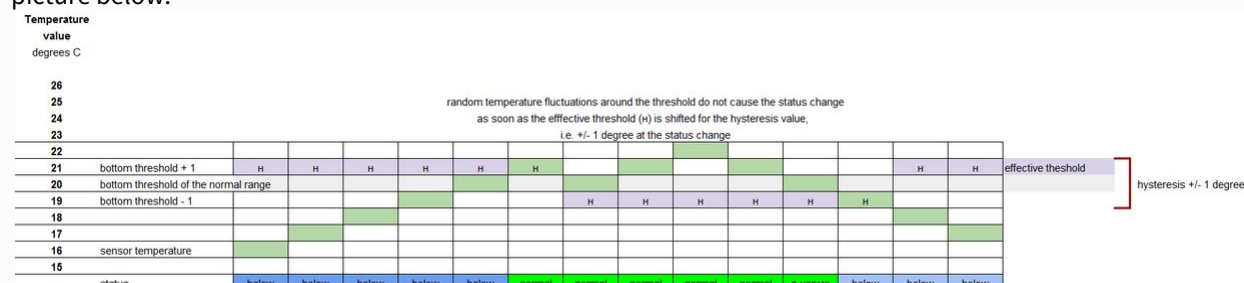 picture below:
Temperature
value
degrees C
26
25 random temperature fluctuations around the threshold do not cause the status change
24 as soon as the efffective threshold (H) is shifted for the hysteresis value,
23 i.e. +/- 1 degree at the status change
22
21 bottom threshold + 1 H H H H H H H H effective theshold
20 bottom threshold of the normal range hysteresis +/- 1 degree
19 bottom threshold - 1 H H H H H H
18
17
16 sensor temperature
15
status below below below below below normal normal normal normal normal below below below